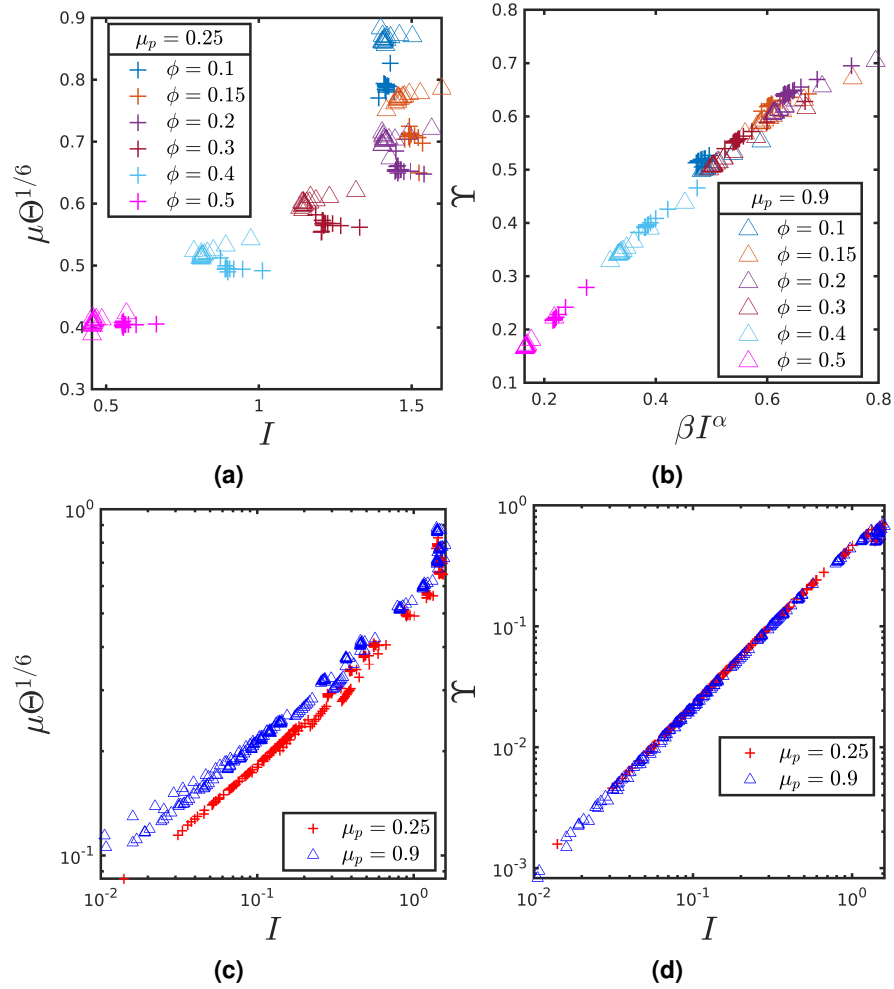 0.9
0.8
0.7
0.6
0.5
0.4
0.3
μΘ^{1/6}
μ_p = 0.25
ϕ = 0.1
ϕ = 0.15
ϕ = 0.2
ϕ = 0.3
ϕ = 0.4
ϕ = 0.5
0.5 1 1.5
I
(a)
0.8
0.7
0.6
0.5
0.4
0.3
0.2
0.1
ϒ
μ_p = 0.9
ϕ = 0.1
ϕ = 0.15
ϕ = 0.2
ϕ = 0.3
ϕ = 0.4
ϕ = 0.5
0.2 0.4 0.6 0.8
βI^α
(b)
10^0
10^{-1}
μΘ^{1/6}
μ_p = 0.25
μ_p = 0.9
10^{-2} 10^{-1} 10^0
I
(c)
10^0
10^{-1}
10^{-2}
10^{-3}
ϒ
μ_p = 0.25
μ_p = 0.9
10^{-2} 10^{-1} 10^0
I
(d)